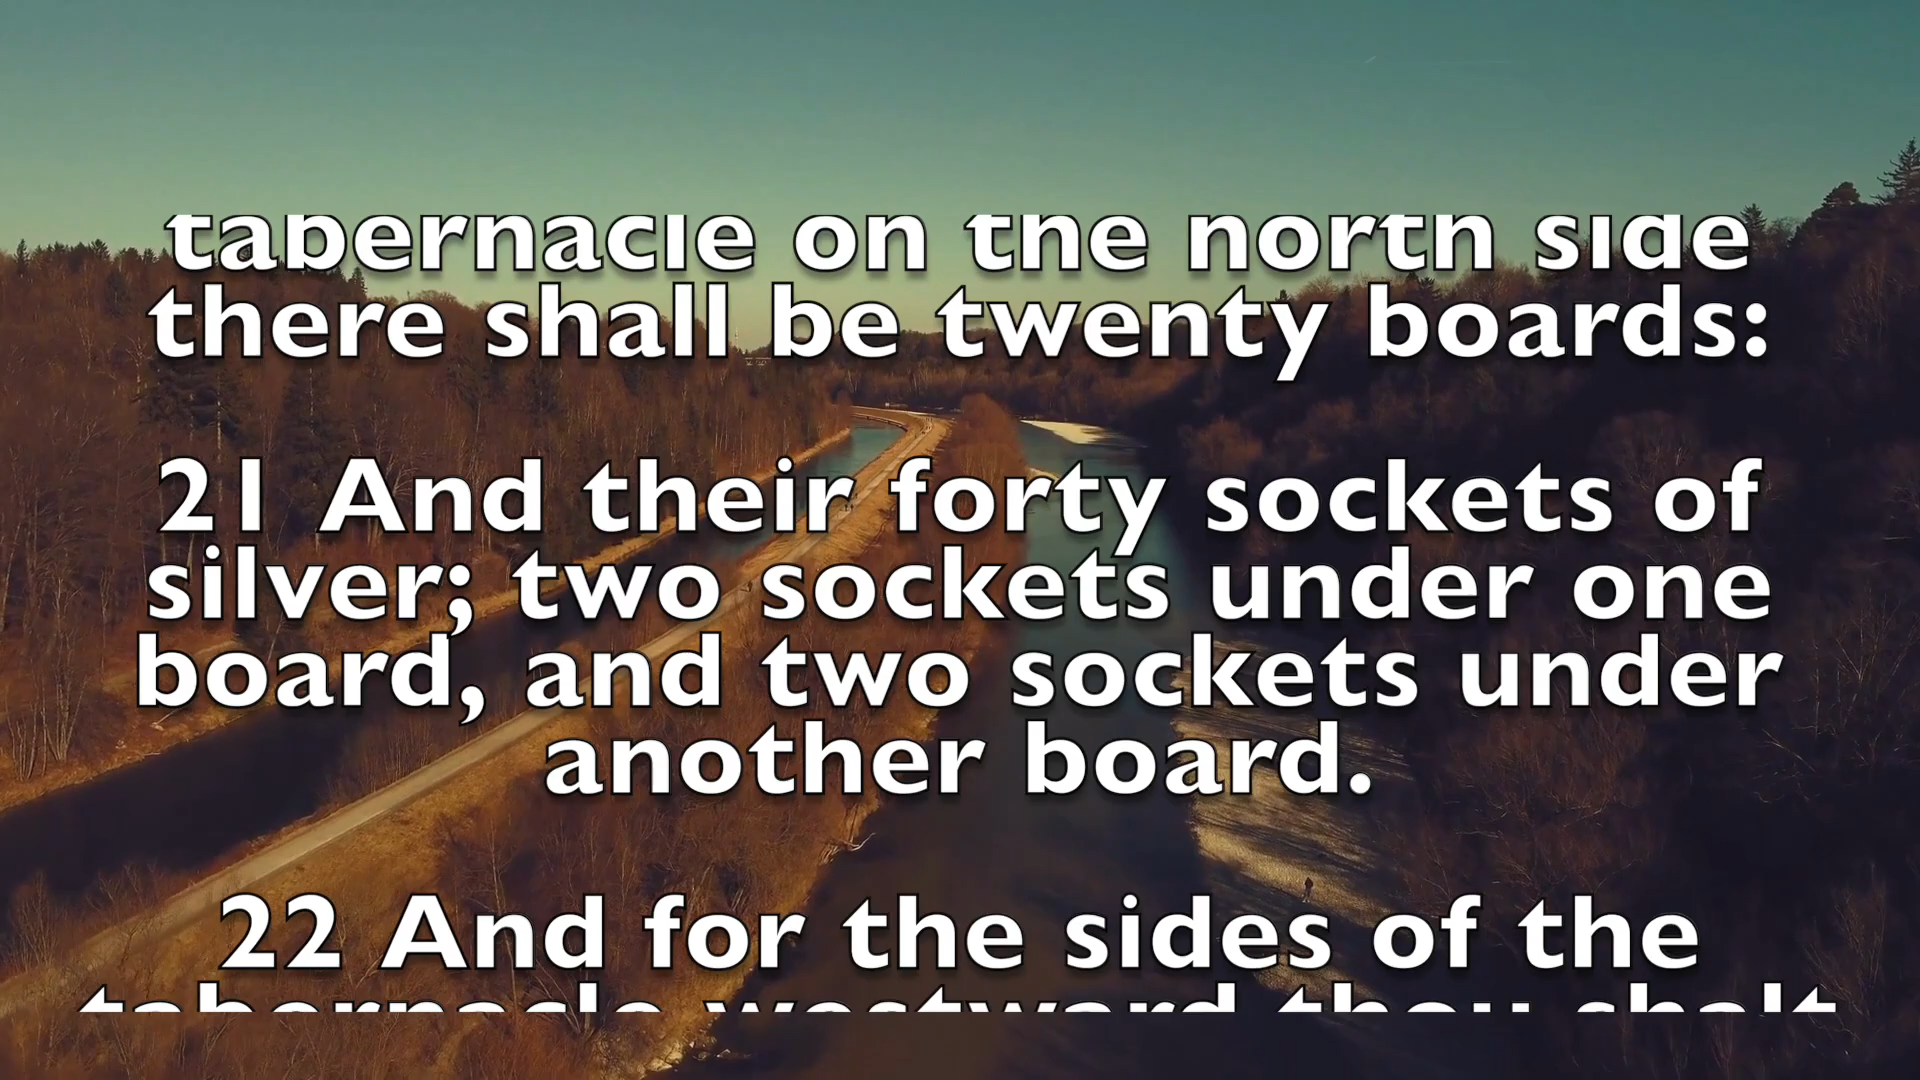 tabernacle on the north side
there shall be twenty boards:
21 And their forty sockets of
silver; two sockets under one
board, and two sockets under
another board.
22 And for the sides of the
tabernacle westward thou shalt